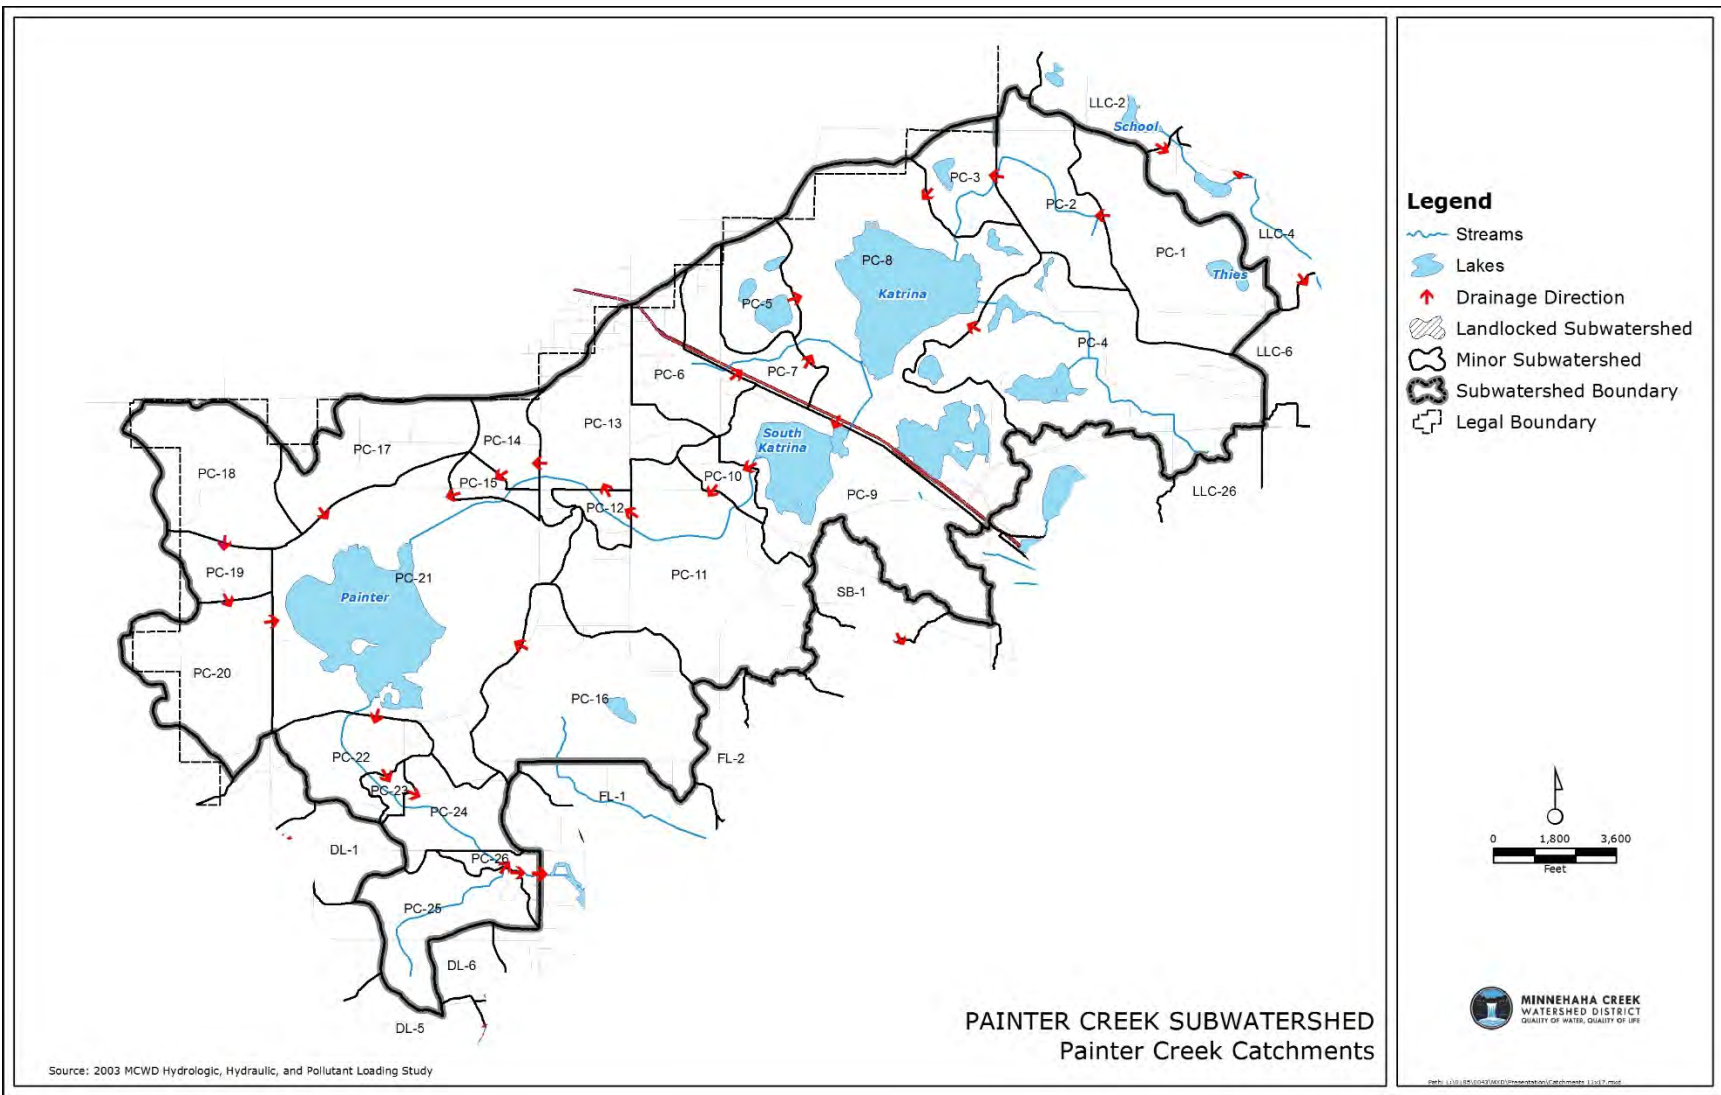 LLC-2
School
PC-3
PC-2
LLC-4
PC-1
PC-8
Thies
Katrina
PC-5
PC-4
LLC-6
PC-7
PC-6
PC-13
South
Katrina
PC-14
PC-17
PC-18
PC-10
PC-15
LLC-26
PC-9
PC-12
PC-19
PC-21
PC-11
SB-1
Painter
PC-20
PC-16
PC-22
FL-2
PC-23
FL-1
PC-24
DL-1
PC-26
PC-25
DL-6
DL-5
PAINTER CREEK SUBWATERSHED
Painter Creek Catchments
Source: 2003 MCWD Hydrologic, Hydraulic, and Pollutant Loading Study
Legend
Streams
Lakes
Drainage Direction
Landlocked Subwatershed
Minor Subwatershed
Subwatershed Boundary
Legal Boundary
0 1,800 3,600
Feet
MINNEHAHA CREEK
WATERSHED DISTRICT
QUALITY OF WATER, QUALITY OF LIFE